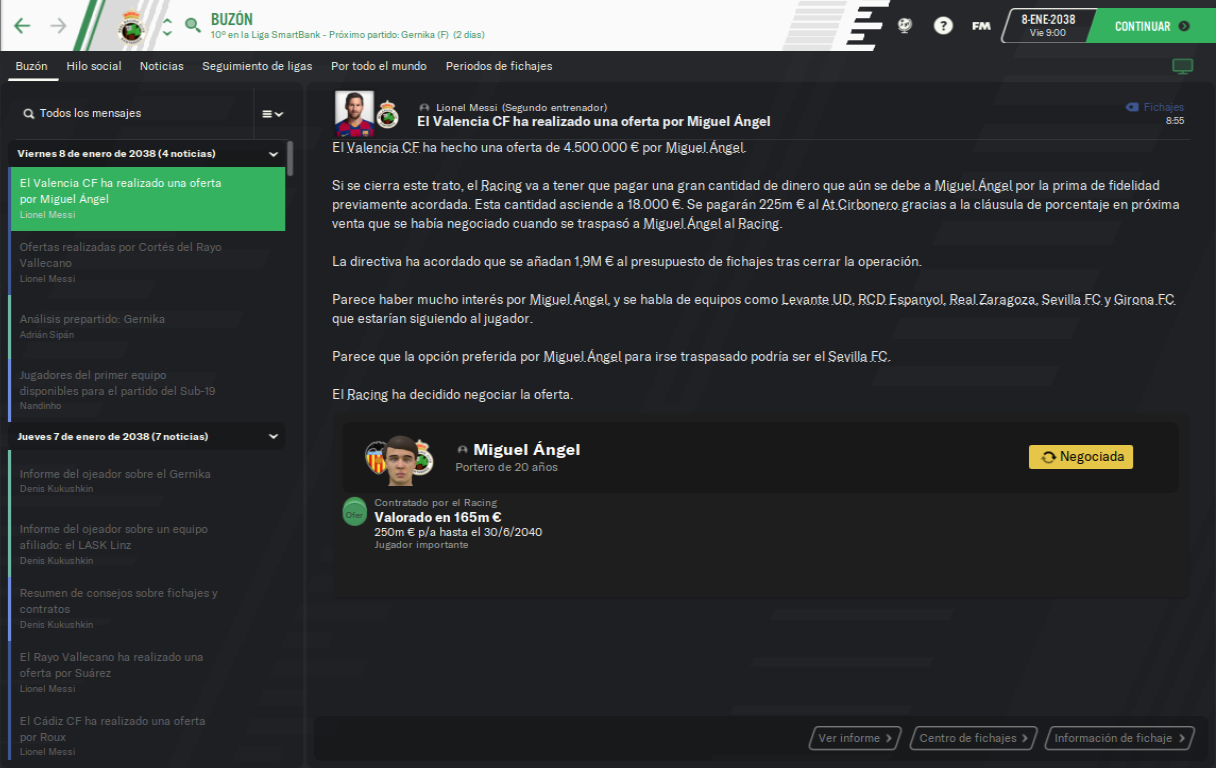 BUZÓN
10º en la Liga SmartBank - Próximo partido: Gernika (F) (2 días)
?
FM
8-ENE-2038
Vie 9:00
CONTINUAR
Buzón
Hilo social
Noticias
Seguimiento de ligas
Por todo el mundo
Periodos de fichajes
Todos los mensajes
Viernes 8 de enero de 2038 (4 noticias)
El Valencia CF ha realizado una oferta
por Miguel Ángel
Lionel Messi
Ofertas realizadas por Cortés del Rayo
Vallecano
Lionel Messi
Análisis prepartido: Gernika
Adrián Sipán
Jugadores del primer equipo
disponibles para el partido del Sub-19
Nandinho
Jueves 7 de enero de 2038 (7 noticias)
Informe del ojeador sobre el Gernika
Denis Kukushkin
Informe del ojeador sobre un equipo
afiliado: el LASK Linz
Denis Kukushkin
Resumen de consejos sobre fichajes y
contratos
Denis Kukushkin
El Rayo Vallecano ha realizado una
oferta por Suárez
Lionel Messi
El Cádiz CF ha realizado una oferta
por Roux
Lionel Messi
Lionel Messi (Segundo entrenador)
El Valencia CF ha realizado una oferta por Miguel Ángel
Fichajes
8:55
El Valencia CF ha hecho una oferta de 4.500.000 € por Miguel Ángel.
Si se cierra este trato, el Racing va a tener que pagar una gran cantidad de dinero que aún se debe a Miguel Ángel por la prima de fidelidad
previamente acordada. Esta cantidad asciende a 18.000 €. Se pagarán 225m € al At.Cirbonero gracias a la cláusula de porcentaje en próxima
venta que se había negociado cuando se traspasó a Miguel Ángel al Racing.
La directiva ha acordado que se añadan 1,9M € al presupuesto de fichajes tras cerrar la operación.
Parece haber mucho interés por Miguel Ángel, y se habla de equipos como Levante UD, RCD Espanyol, Real Zaragoza, Sevilla FC y Girona FC
que estarían siguiendo al jugador.
Parece que la opción preferida por Miguel Ángel para irse traspasado podría ser el Sevilla FC.
El Racing ha decidido negociar la oferta.
Miguel Ángel
Portero de 20 años
Negociada
Ofer
Contratado por el Racing
Valorado en 165m €
250m € p/a hasta el 30/6/2040
Jugador importante
Ver informe
Centro de fichajes
Información de fichaje